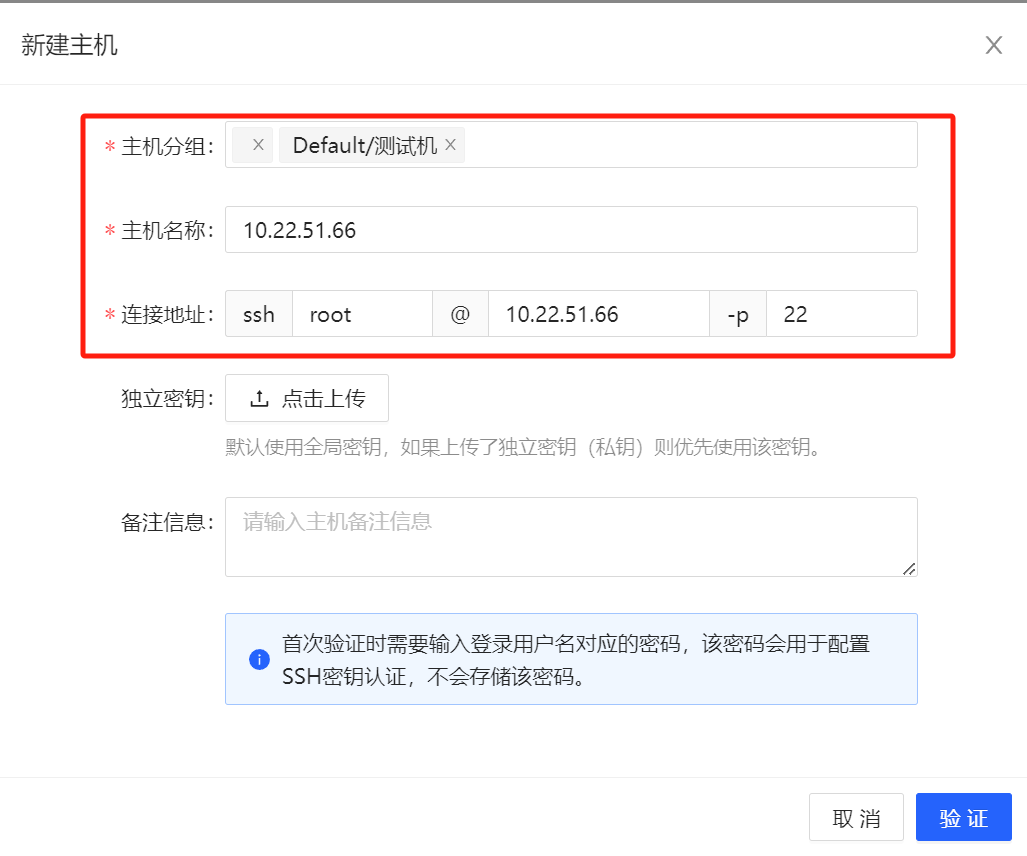 新建主机
* 主机分组: Default/测试机
* 主机名称: 10.22.51.66
* 连接地址: ssh root @ 10.22.51.66 -p 22
独立密钥: 点击上传
默认使用全局密钥，如果上传了独立密钥（私钥）则优先使用该密钥。
备注信息: 请输入主机备注信息
首次验证时需要输入登录用户名对应的密码，该密码会用于配置
SSH密钥认证，不会存储该密码。
取 消 验 证